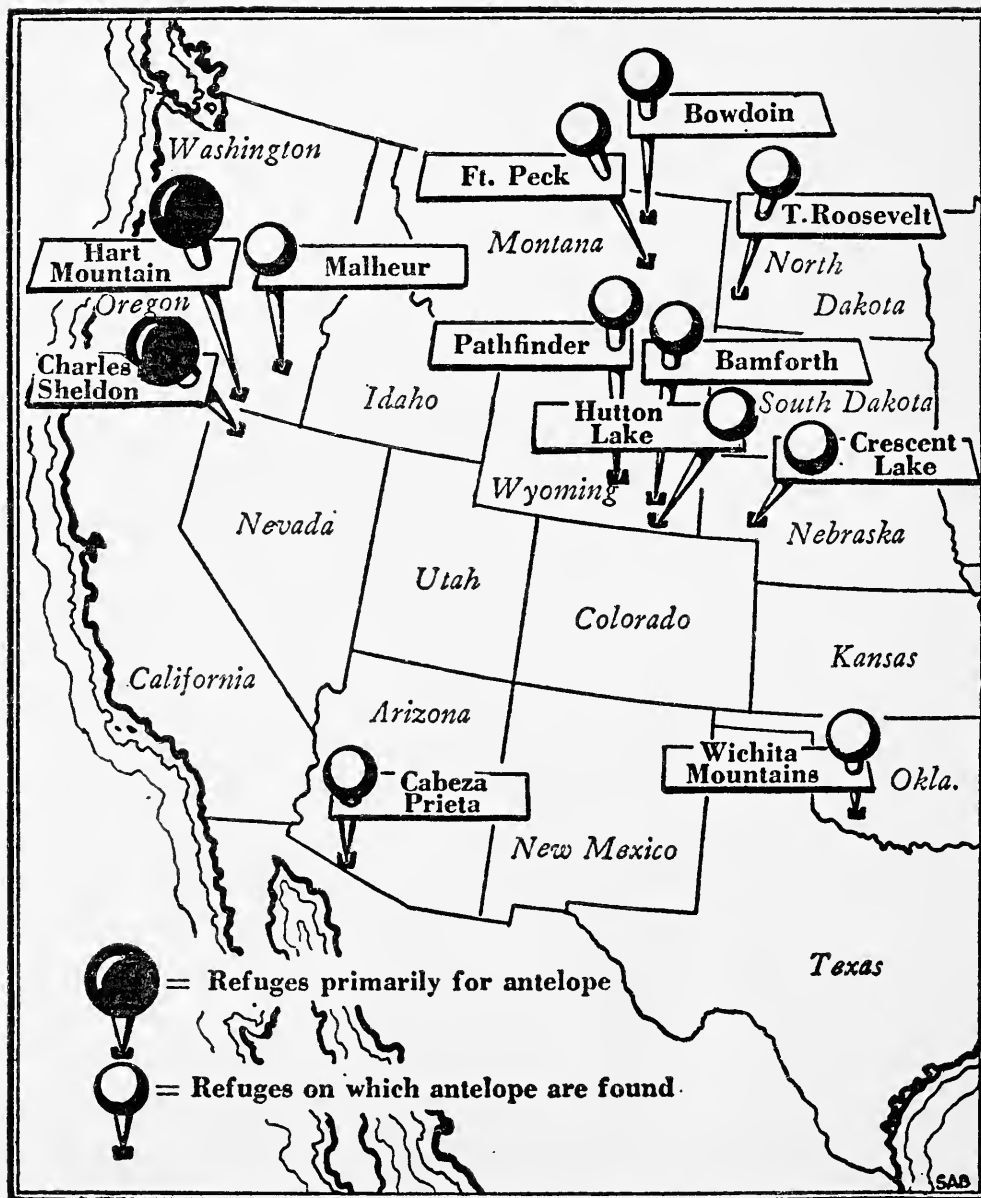 Bowdoin
Washington
Ft. Peck
T.Roosevelt
Hart
Mountain
Malheur
Montana
North
Dakota
Oregon
Charles
Sheldon
Pathfinder
Bamforth
Idaho
Hutton
Lake
South Dakota
Crescent
Lake
Wyoming
Nevada
Nebraska
Utah
Colorado
Kansas
California
Arizona
Wichita
Mountains
Okla.
Cabeza
Prieta
New Mexico
Texas
= Refuges primarily for antelope
= Refuges on which antelope are found
SAB